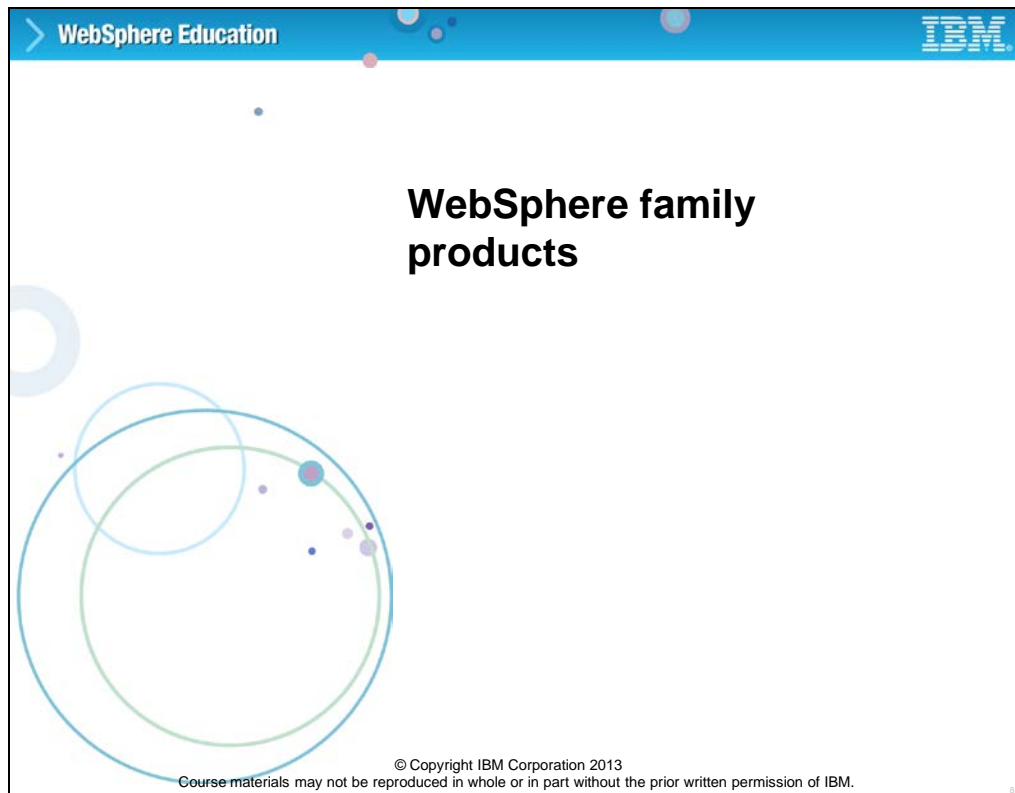 WebSphere Education
IBM.
WebSphere family
products
© Copyright IBM Corporation 2013
Course materials may not be reproduced in whole or in part without the prior written permission of IBM.
8